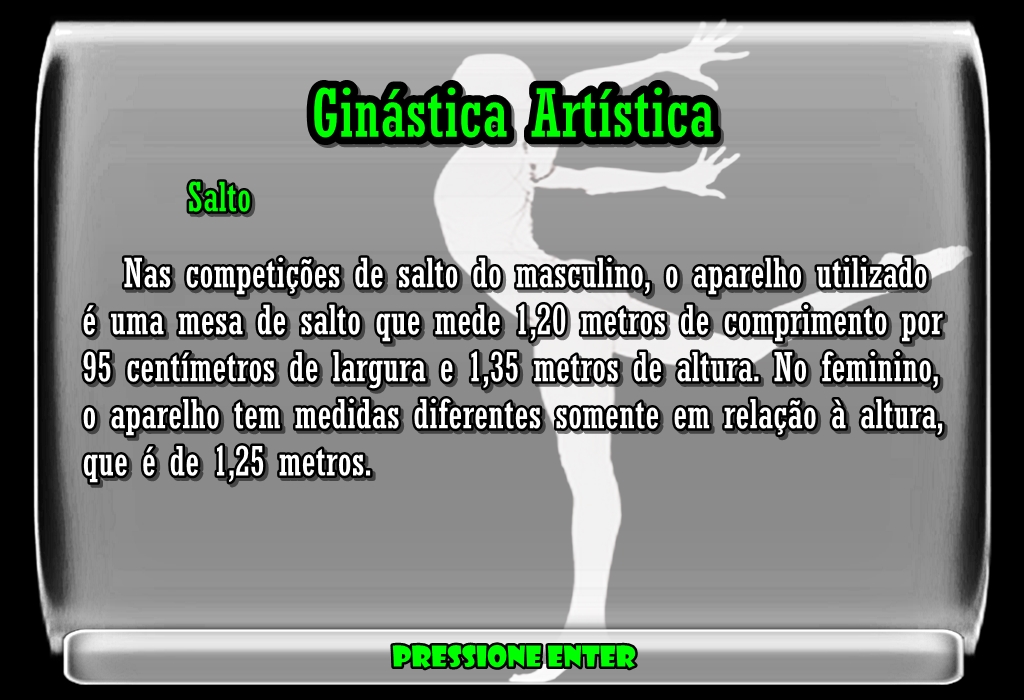 Ginástica Artística
Salto
Nas competições de salto do masculino, o aparelho utilizado
é uma mesa de salto que mede 1,20 metros de comprimento por
95 centímetros de largura e 1,35 metros de altura. No feminino,
o aparelho tem medidas diferentes somente em relação à altura,
que é de 1,25 metros.
PRESSIONE ENTER